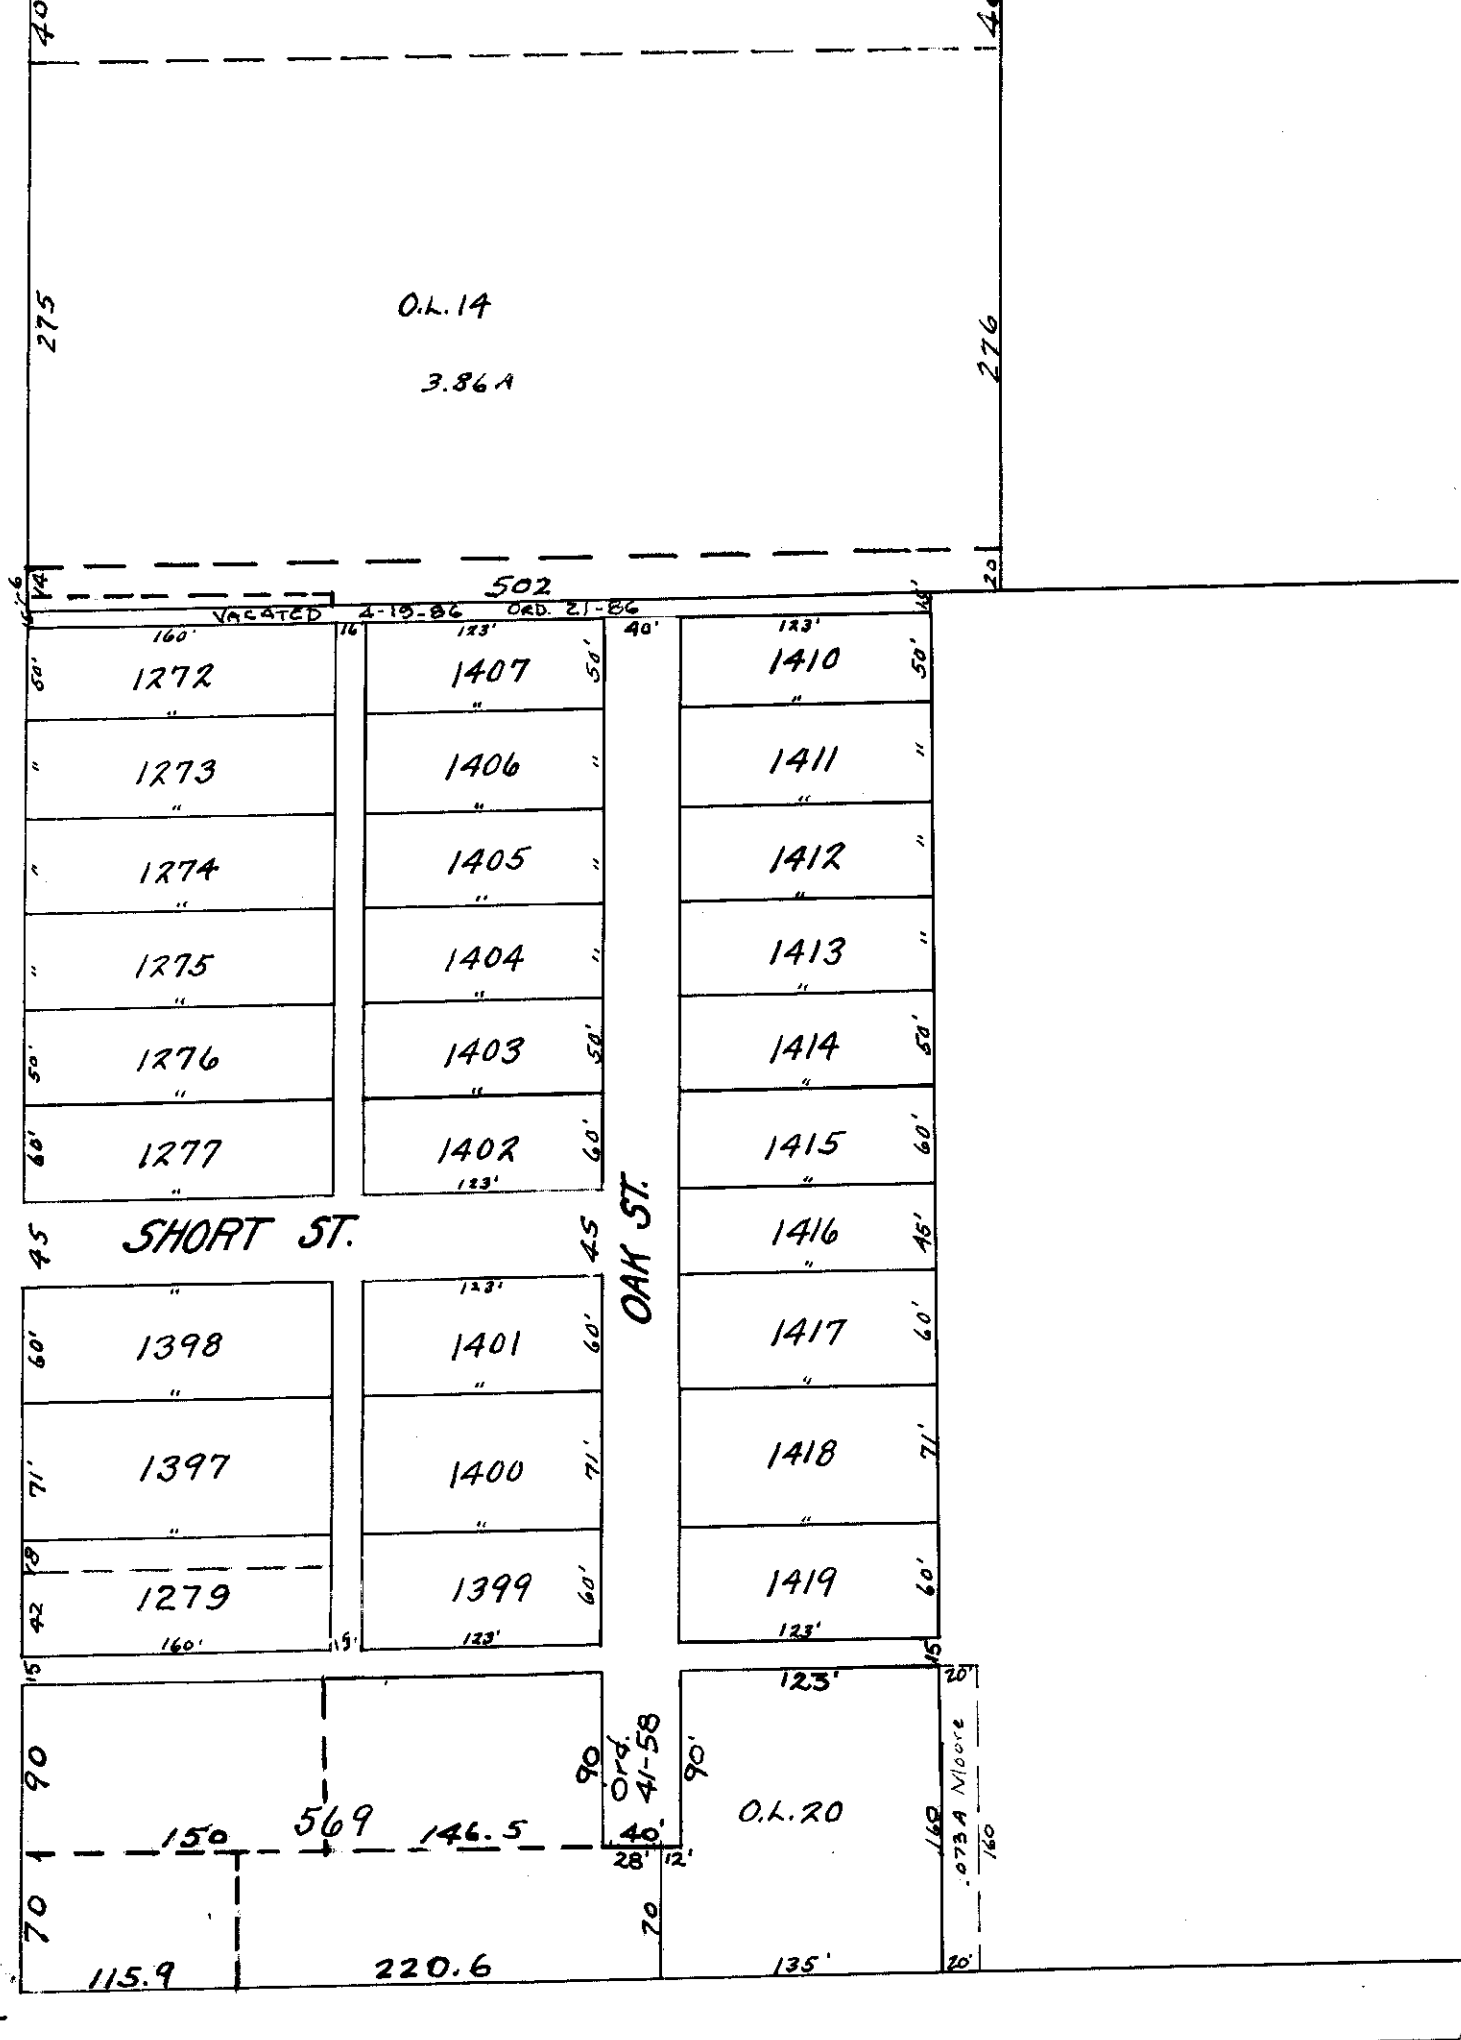 275
O.L. 14
276
3.86 A
14
502
20
VACATED 4-19-86 ORD. 21-86
160' 16' 123' 40' 123'
50' 1272 1407 50' 1410 50'
" " "
" 1273 1406 " 1411 "
" " "
" 1274 1405 " 1412 "
" " "
" 1275 1404 " 1413 "
" " "
50' 1276 1403 50' 1414 50'
" " "
60' 1277 1402 60' 1415 60'
" 123' "
45 SHORT ST. 45 OAK ST. 1416 45'
" 123' "
60' 1398 1401 60' 1417 60'
" " "
71' 1397 1400 71' 1418 71'
" " "
18
42 1279 1399 60' 1419 60'
160' 15' 123' 123'
15 15
123' 20'
90 90 Ord. 41-58 90'
569 O.L. 20 160 .073A Moore 160
150 146.5 40'
28' 12'
70 70
115.9 220.6 135' 20'